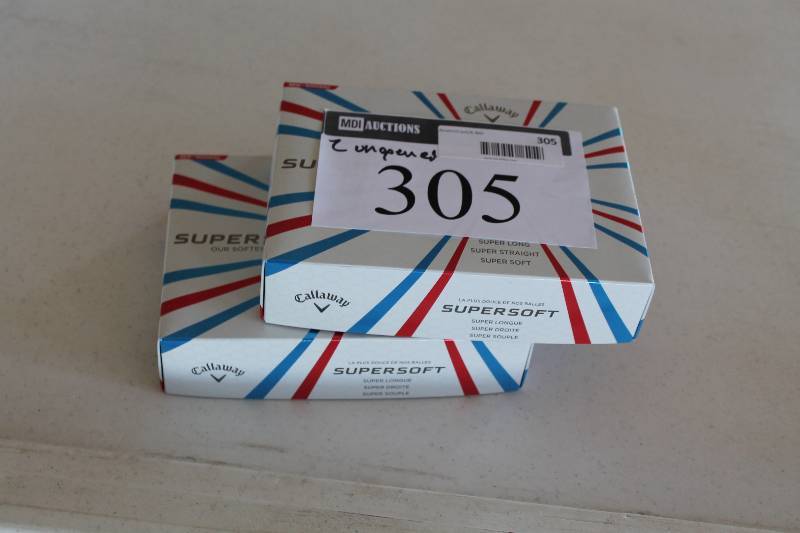 Callaway
MDI AUCTIONS
305
2 unopened
305
SU
SUPER LONG
SUPER STRAIGHT
SUPER SOFT
Callaway
LA PLUS DOUCE DE NOS BALLES
SUPERSOFT
SUPER LONGUE
SUPER DROITE
SUPER SOUPLE
SUPER
OUR SOFTE
Callaway
LA PLUS DOUCE DE NOS BALLES
SUPERSOFT
SUPER LONGUE
SUPER DROITE
SUPER SOUPLE